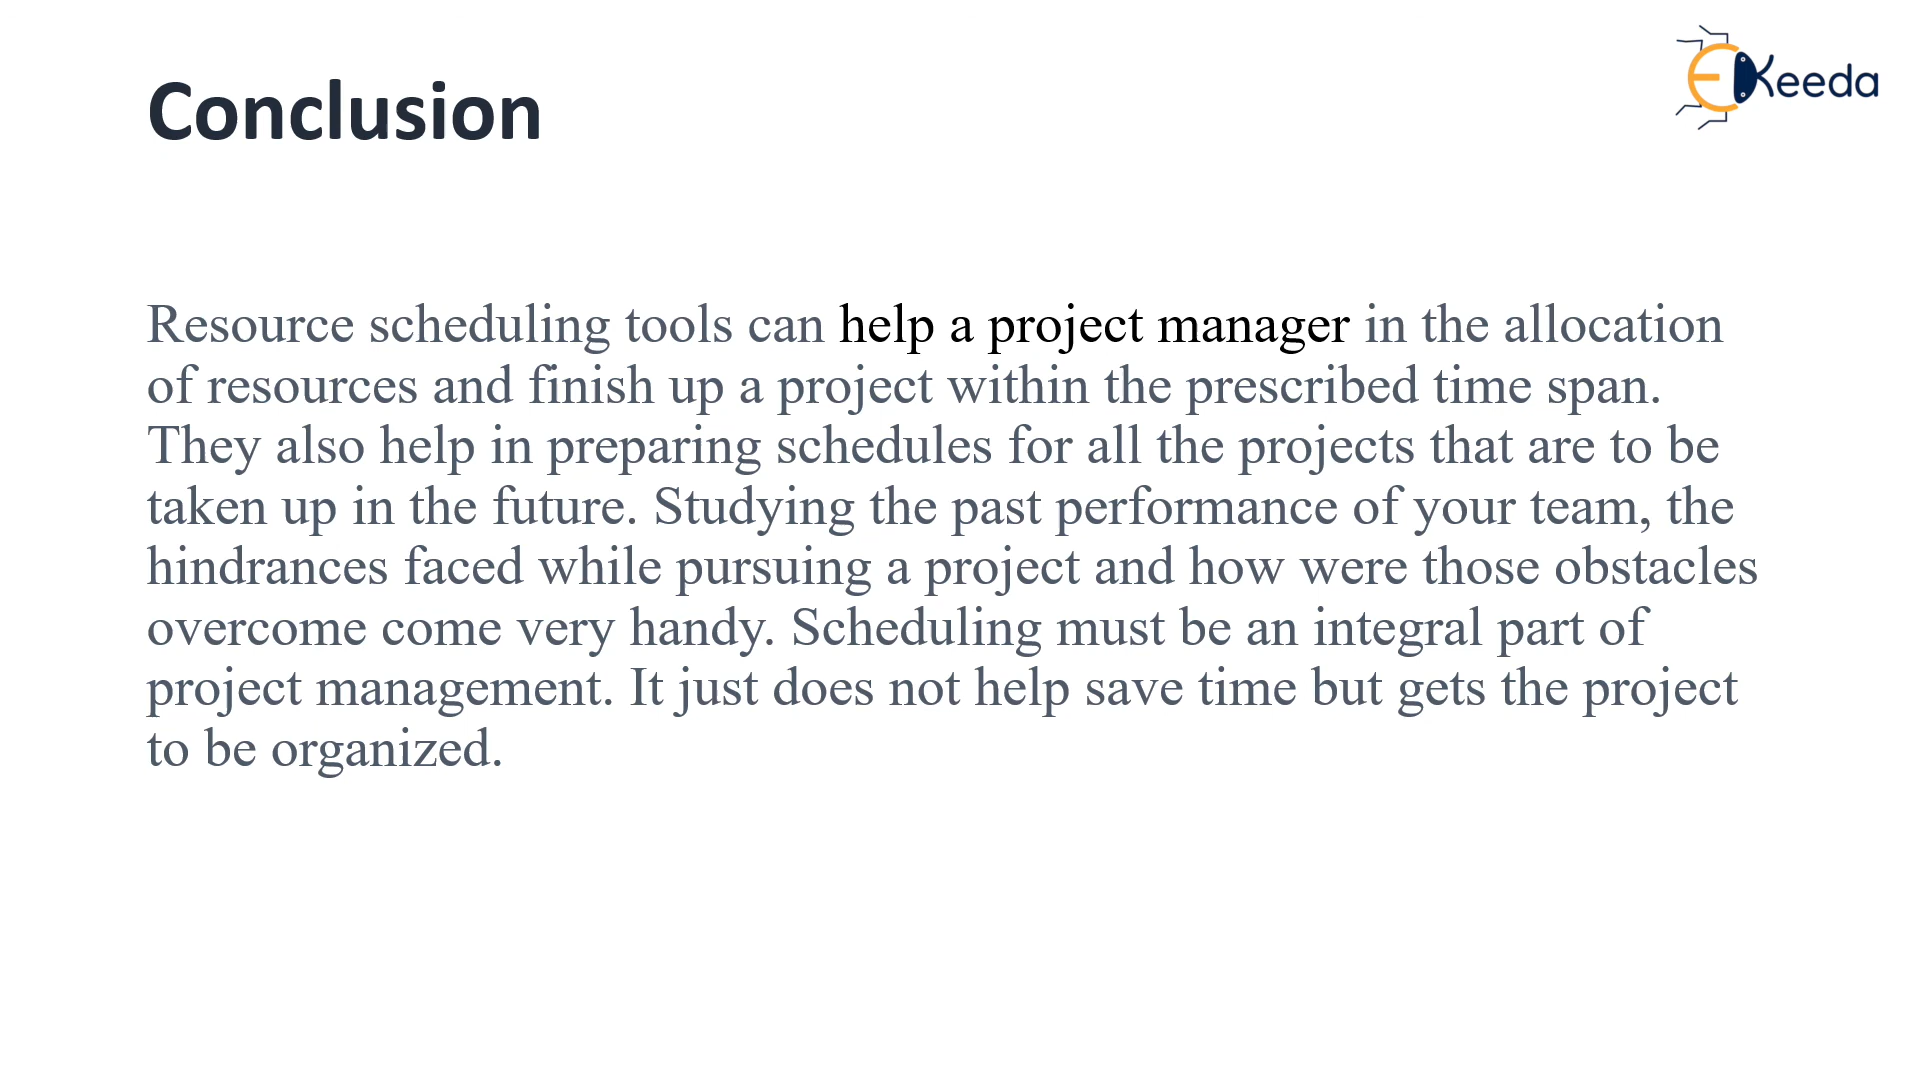 Conclusion
EKeeda
Resource scheduling tools can help a project manager in the allocation
of resources and finish up a project within the prescribed time span.
They also help in preparing schedules for all the projects that are to be
taken up in the future. Studying the past performance of your team, the
hindrances faced while pursuing a project and how were those obstacles
overcome come very handy. Scheduling must be an integral part of
project management. It just does not help save time but gets the project
to be organized.